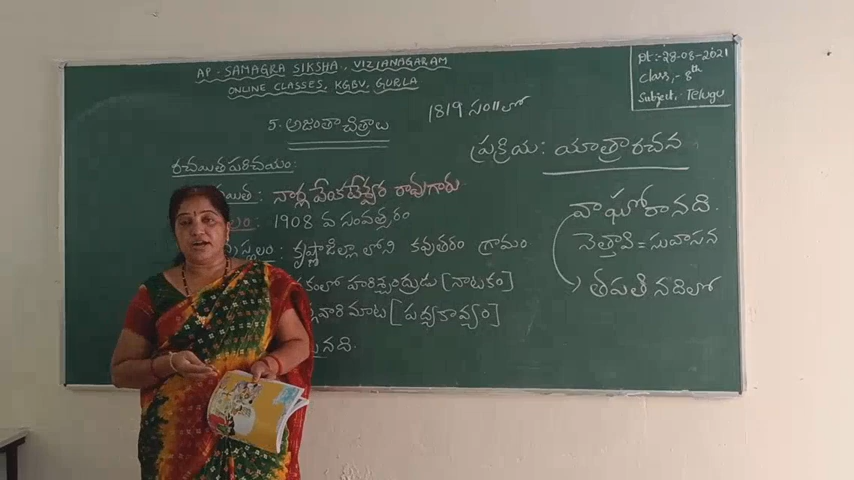 AP - SAMAGRA SIKSHA, VIZIANAGARAM
ONLINE CLASSES, KGBV, GURLA
Dt:- 28-08-2021
Class:- 8th
Subject:- Telugu
5. అజంతా చిత్రాలు
1819 సం॥లో
ప్రక్రియ: యాత్రారచన
రచయిత పరిచయం:
యిత: నార్ల వేంకటేశ్వర రావుగారు
లం: 1908 వ సంవత్సరం
స్థలం: కృష్ణాజిల్లా లోని కవుతరం గ్రామం
కంలో హరిశ్చంద్రుడు [నాటకం]
వారి మాట [పద్యకావ్యం]
నది.
వాఘోరానది.
నెత్తావి = సువాసన
తపతి నదిలో